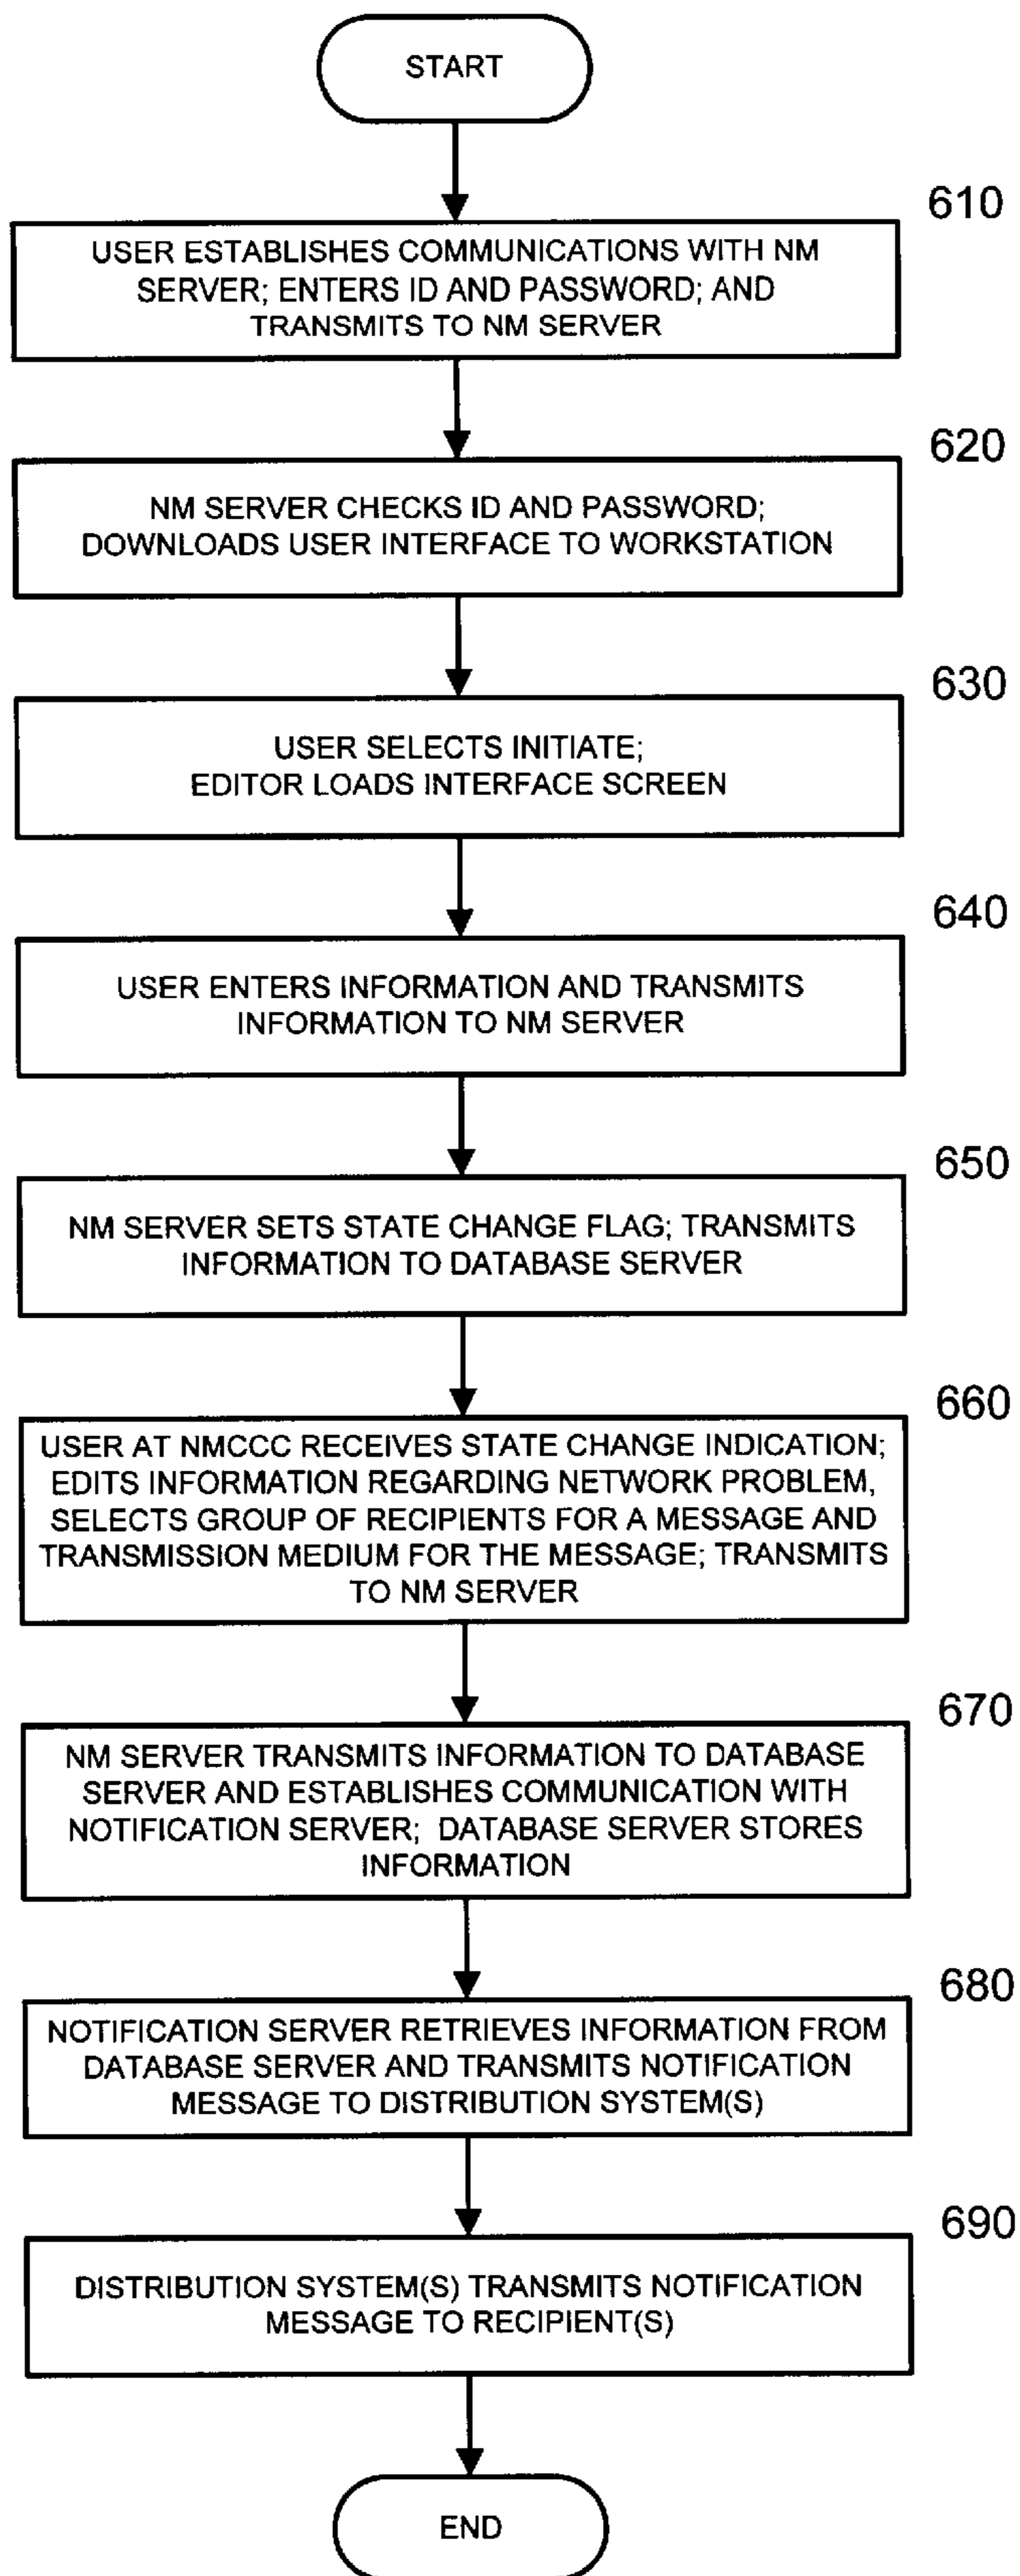 START
610
USER ESTABLISHES COMMUNICATIONS WITH NM
SERVER; ENTERS ID AND PASSWORD; AND
TRANSMITS TO NM SERVER
620
NM SERVER CHECKS ID AND PASSWORD;
DOWNLOADS USER INTERFACE TO WORKSTATION
630
USER SELECTS INITIATE;
EDITOR LOADS INTERFACE SCREEN
640
USER ENTERS INFORMATION AND TRANSMITS
INFORMATION TO NM SERVER
650
NM SERVER SETS STATE CHANGE FLAG; TRANSMITS
INFORMATION TO DATABASE SERVER
660
USER AT NMCCC RECEIVES STATE CHANGE INDICATION;
EDITS INFORMATION REGARDING NETWORK PROBLEM,
SELECTS GROUP OF RECIPIENTS FOR A MESSAGE AND
TRANSMISSION MEDIUM FOR THE MESSAGE; TRANSMITS
TO NM SERVER
670
NM SERVER TRANSMITS INFORMATION TO DATABASE
SERVER AND ESTABLISHES COMMUNICATION WITH
NOTIFICATION SERVER; DATABASE SERVER STORES
INFORMATION
680
NOTIFICATION SERVER RETRIEVES INFORMATION FROM
DATABASE SERVER AND TRANSMITS NOTIFICATION
MESSAGE TO DISTRIBUTION SYSTEM(S)
690
DISTRIBUTION SYSTEM(S) TRANSMITS NOTIFICATION
MESSAGE TO RECIPIENT(S)
END